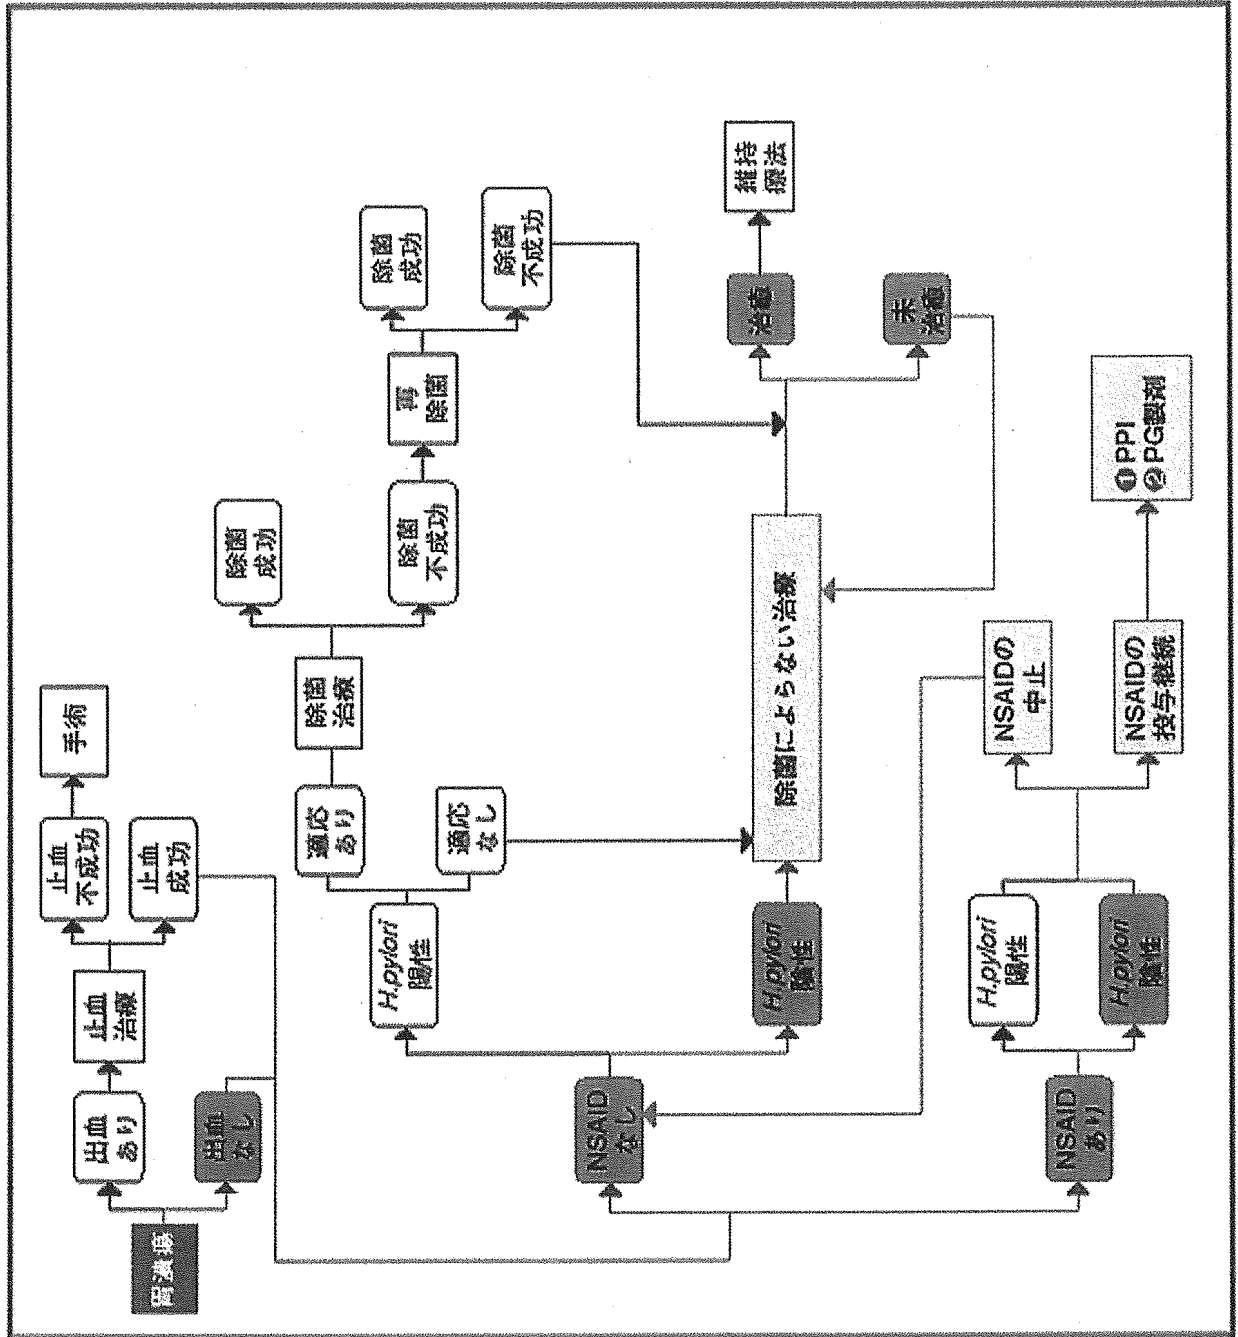 胃潰瘍
出血
あり
出血
なし
止血
治療
止血
不成功
止血
成功
手術
NSAID
なし
NSAID
あり
H.pylori
陽性
H.pylori
陰性
適応
あり
適応
なし
除菌
治療
除菌
成功
除菌
不成功
再
除菌
除菌
成功
除菌
不成功
除菌によらない治療
治癒
未
治癒
維持
療法
H.pylori
陽性
H.pylori
陰性
NSAIDの
中止
NSAIDの
投与継続
❶ PPI
❷ PG製剤